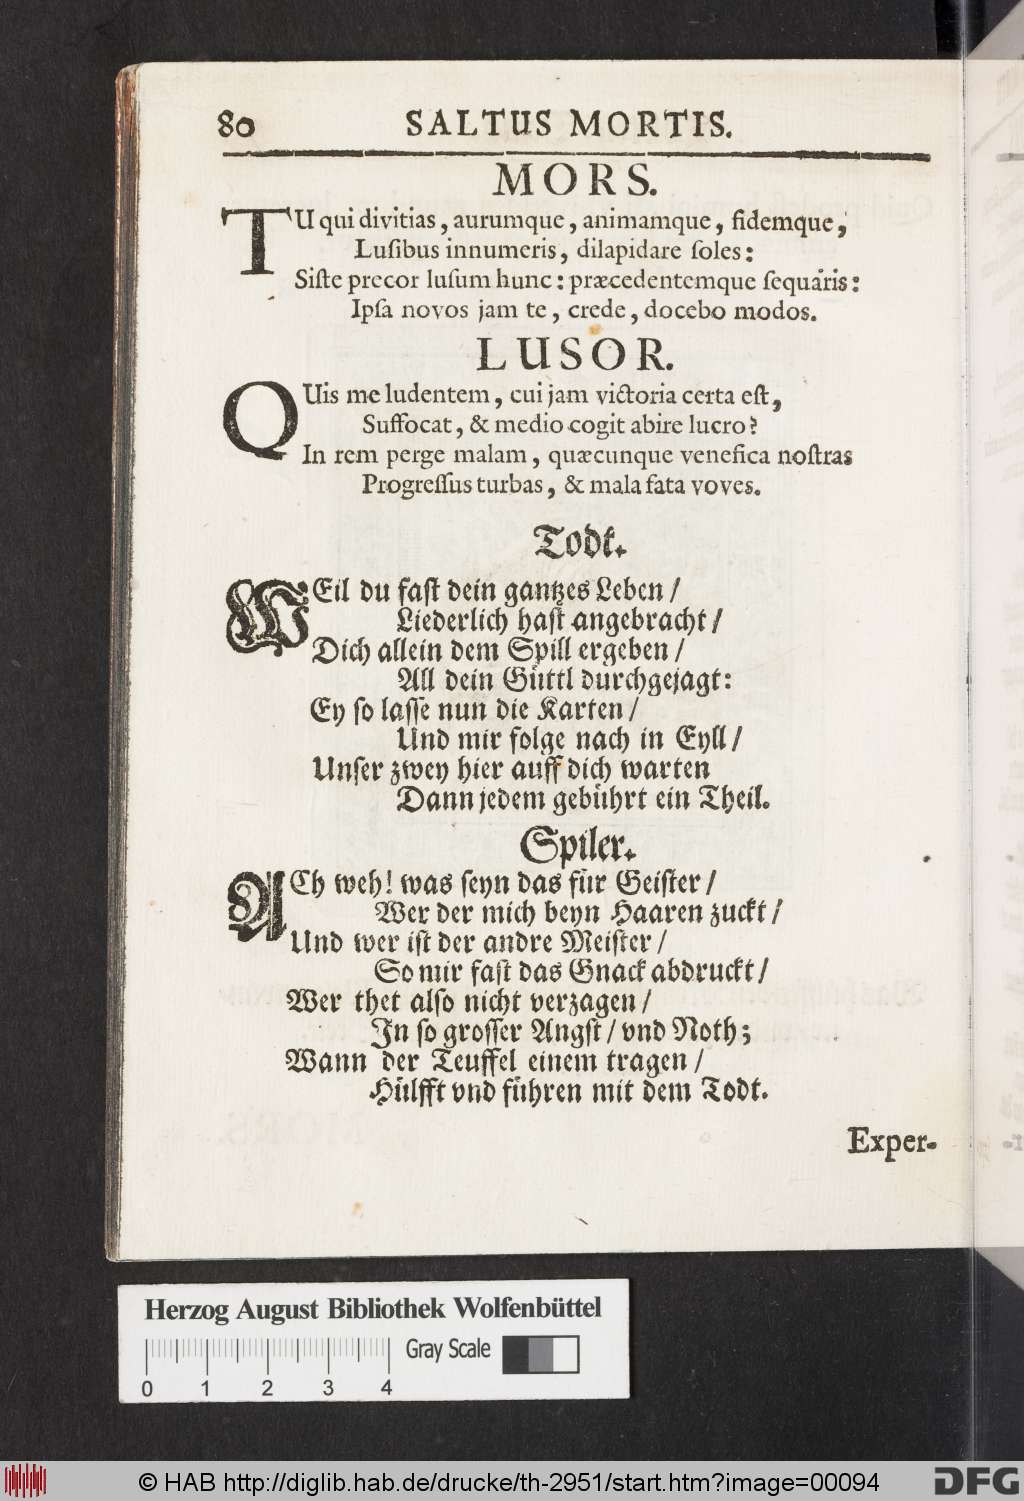 80 SALTUS MORTIS.
MORS.
TU qui divitias, aurumque, animamque, fidemque,
Luſibus innumeris, dilapidare ſoles:
Siſte precor luſum hunc: præcedentemque ſequáris:
Ipſa novos jam te, crede, docebo modos.
LUSOR.
QUis me ludentem, cui jam victoria certa eſt,
Suffocat, & medio cogit abire lucro?
In rem perge malam, quæcunque venefica noſtras
Progreſſus turbas, & mala fata voves.
Todt.
WEil du faſt dein gantzes Leben /
Liederlich haſt angebracht /
Dich allein dem Spill ergeben /
All dein Güttl durchgejagt:
Ey ſo laſſe nun die Karten /
Und mir folge nach in Eyll /
Unſer zwey hier auff dich warten
Dann jedem gebührt ein Theil.
Spiler.
ACh weh! was ſeyn das für Geiſter /
Wer der mich beyn Haaren zuckt /
Und wer iſt der andre Meiſter /
So mir faſt das Gnack abdruckt /
Wer thet alſo nicht verzagen /
In ſo groſſer Angſt / vnd Noth;
Wann der Teuffel einem tragen /
Hülfft vnd führen mit dem Todt.
Exper-
Herzog August Bibliothek Wolfenbüttel
Gray Scale
0 1 2 3 4
© HAB http://diglib.hab.de/drucke/th-2951/start.htm?image=00094
DFG